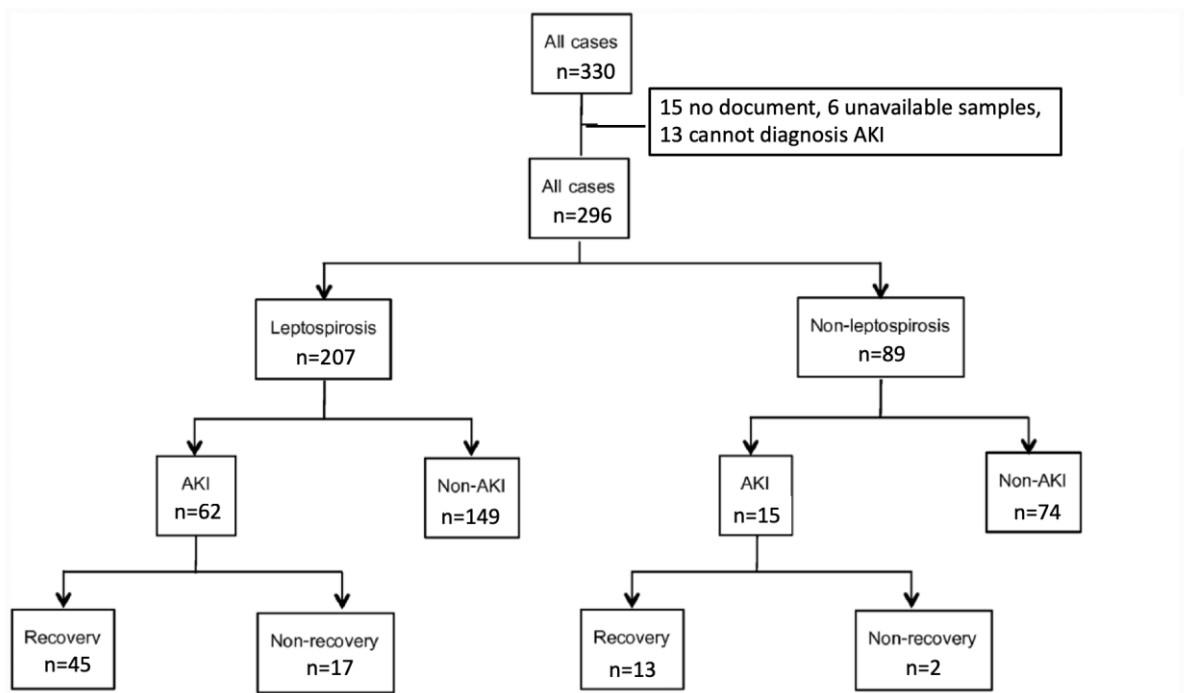 All cases
n=330
15 no document, 6 unavailable samples,
13 cannot diagnosis AKI
All cases
n=296
Leptospirosis
n=207
Non-leptospirosis
n=89
AKI
n=62
Non-AKI
n=149
AKI
n=15
Non-AKI
n=74
Recovery
n=45
Non-recovery
n=17
Recovery
n=13
Non-recovery
n=2